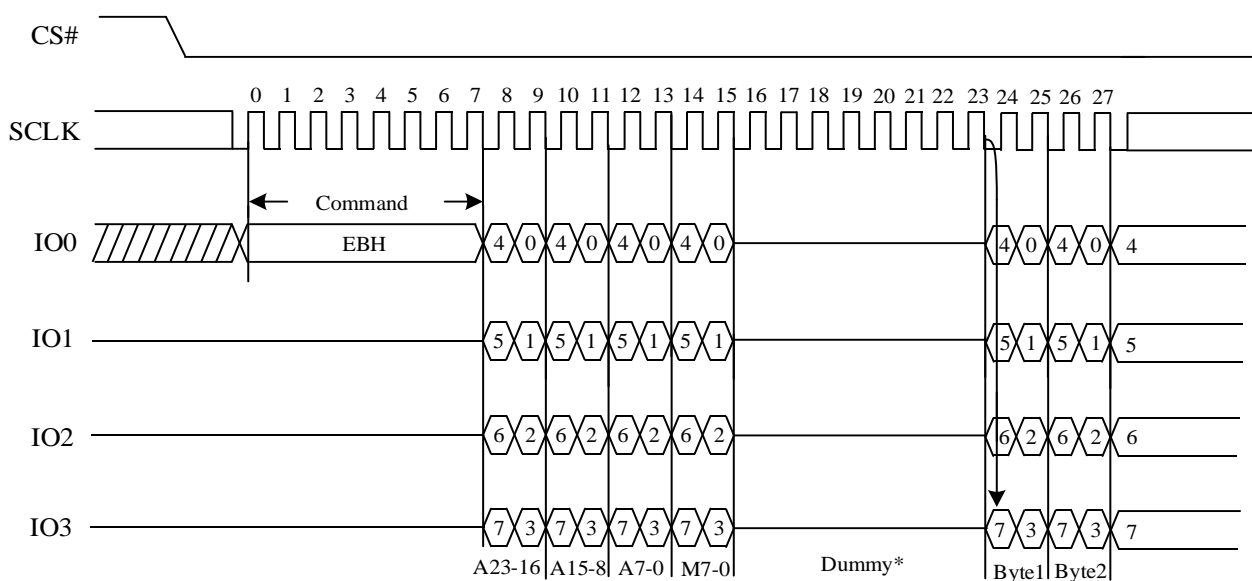 CS#
0 1 2 3 4 5 6 7 8 9 10 11 12 13 14 15 16 17 18 19 20 21 22 23 24 25 26 27
SCLK
Command
IO0 EBH 4 0 4 0 4 0 4 0 4 0 4 0 4
IO1 5 1 5 1 5 1 5 1 5 1 5 1 5
IO2 6 2 6 2 6 2 6 2 6 2 6 2 6
IO3 7 3 7 3 7 3 7 3 7 3 7 3 7
A23-16 A15-8 A7-0 M7-0 Dummy* Byte1 Byte2